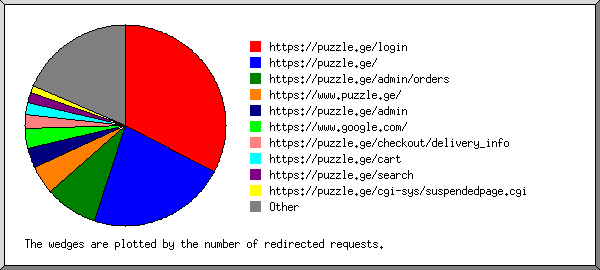 https://puzzle.ge/login
https://puzzle.ge/
https://puzzle.ge/admin/orders
https://www.puzzle.ge/
https://puzzle.ge/admin
https://www.google.com/
https://puzzle.ge/checkout/delivery_info
https://puzzle.ge/cart
https://puzzle.ge/search
https://puzzle.ge/cgi-sys/suspendedpage.cgi
Other
The wedges are plotted by the number of redirected requests.